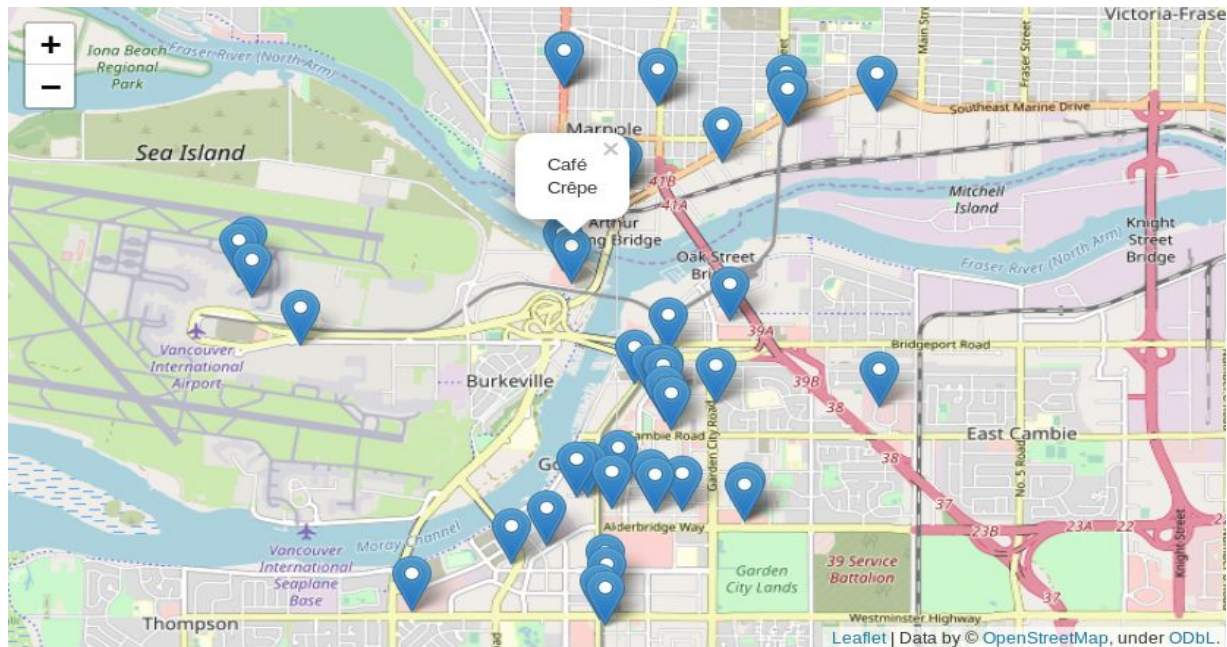 +
−
Iona Beach
Regional
Park
Fraser River (North Arm)
Sea Island
Marpole
Main Street
Fraser Street
Victoria-Fraser
Southeast Marine Drive
Café
Crêpe
×
41B
41A
Arthur
ng Bridge
Oak Street
Mitchell
Island
Knight
Street
Bridge
Fraser River (North Arm)
Vancouver
International
Airport
Burkeville
39A
39B
38
Bridgeport Road
Cambie Road
Garden City Road
East Cambie
38
No. 5 Road
37
23B
23A
22
Knight Street
Alderbridge Way
Moray Channel
Vancouver
International
Seaplane
Base
Garden
City Lands
39 Service
Battalion
37
Thompson
Westminster Highway
Leaflet | Data by © OpenStreetMap, under ODbL.